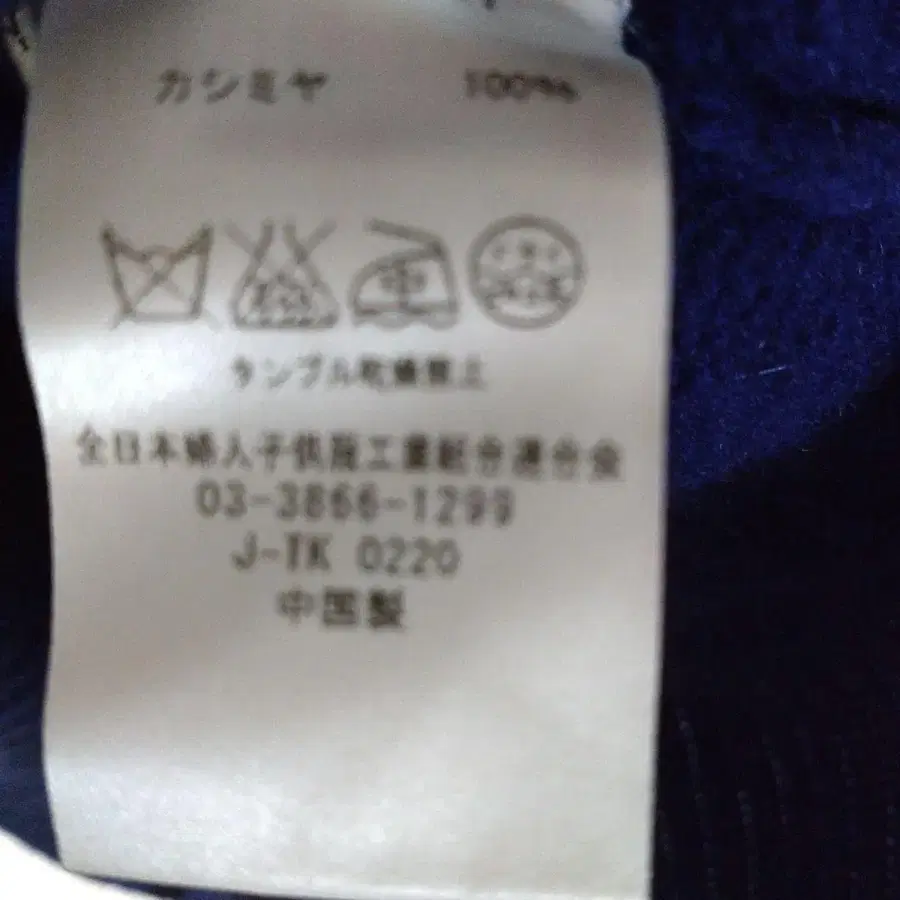 カシミヤ 100%
中
タンブル乾燥禁止
全日本婦人子供服工業組合連合会
03-3866-1299
J-TK 0220
中国製